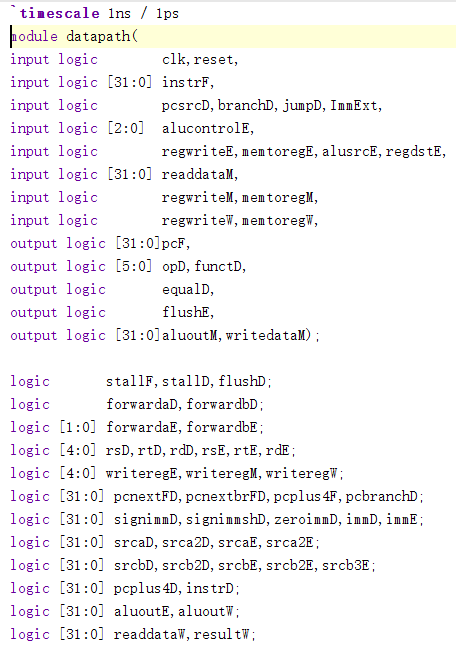 `timescale 1ns / 1ps
module datapath(
input logic clk,reset,
input logic [31:0] instrF,
input logic pcsrcD,branchD,jumpD,ImmExt,
input logic [2:0] alucontrolE,
input logic regwriteE,memtoregE,alusrcE,regdstE,
input logic [31:0] readdataM,
input logic regwriteM,memtoregM,
input logic regwriteW,memtoregW,
output logic [31:0]pcF,
output logic [5:0] opD,functD,
output logic equalD,
output logic flushE,
output logic [31:0]aluoutM,writedataM);
logic stallF,stallD,flushD;
logic forwardaD,forwardbD;
logic [1:0] forwardaE,forwardbE;
logic [4:0] rsD,rtD,rdD,rsE,rtE,rdE;
logic [4:0] writeregE,writeregM,writeregW;
logic [31:0] pcnextFD,pcnextbrFD,pcplus4F,pcbranchD;
logic [31:0] signimmD,signimmshD,zeroimmD,immD,immE;
logic [31:0] srcaD,srca2D,srcaE,srca2E;
logic [31:0] srcbD,srcb2D,srcbE,srcb2E,srcb3E;
logic [31:0] pcplus4D,instrD;
logic [31:0] aluoutE,aluoutW;
logic [31:0] readdataW,resultW;